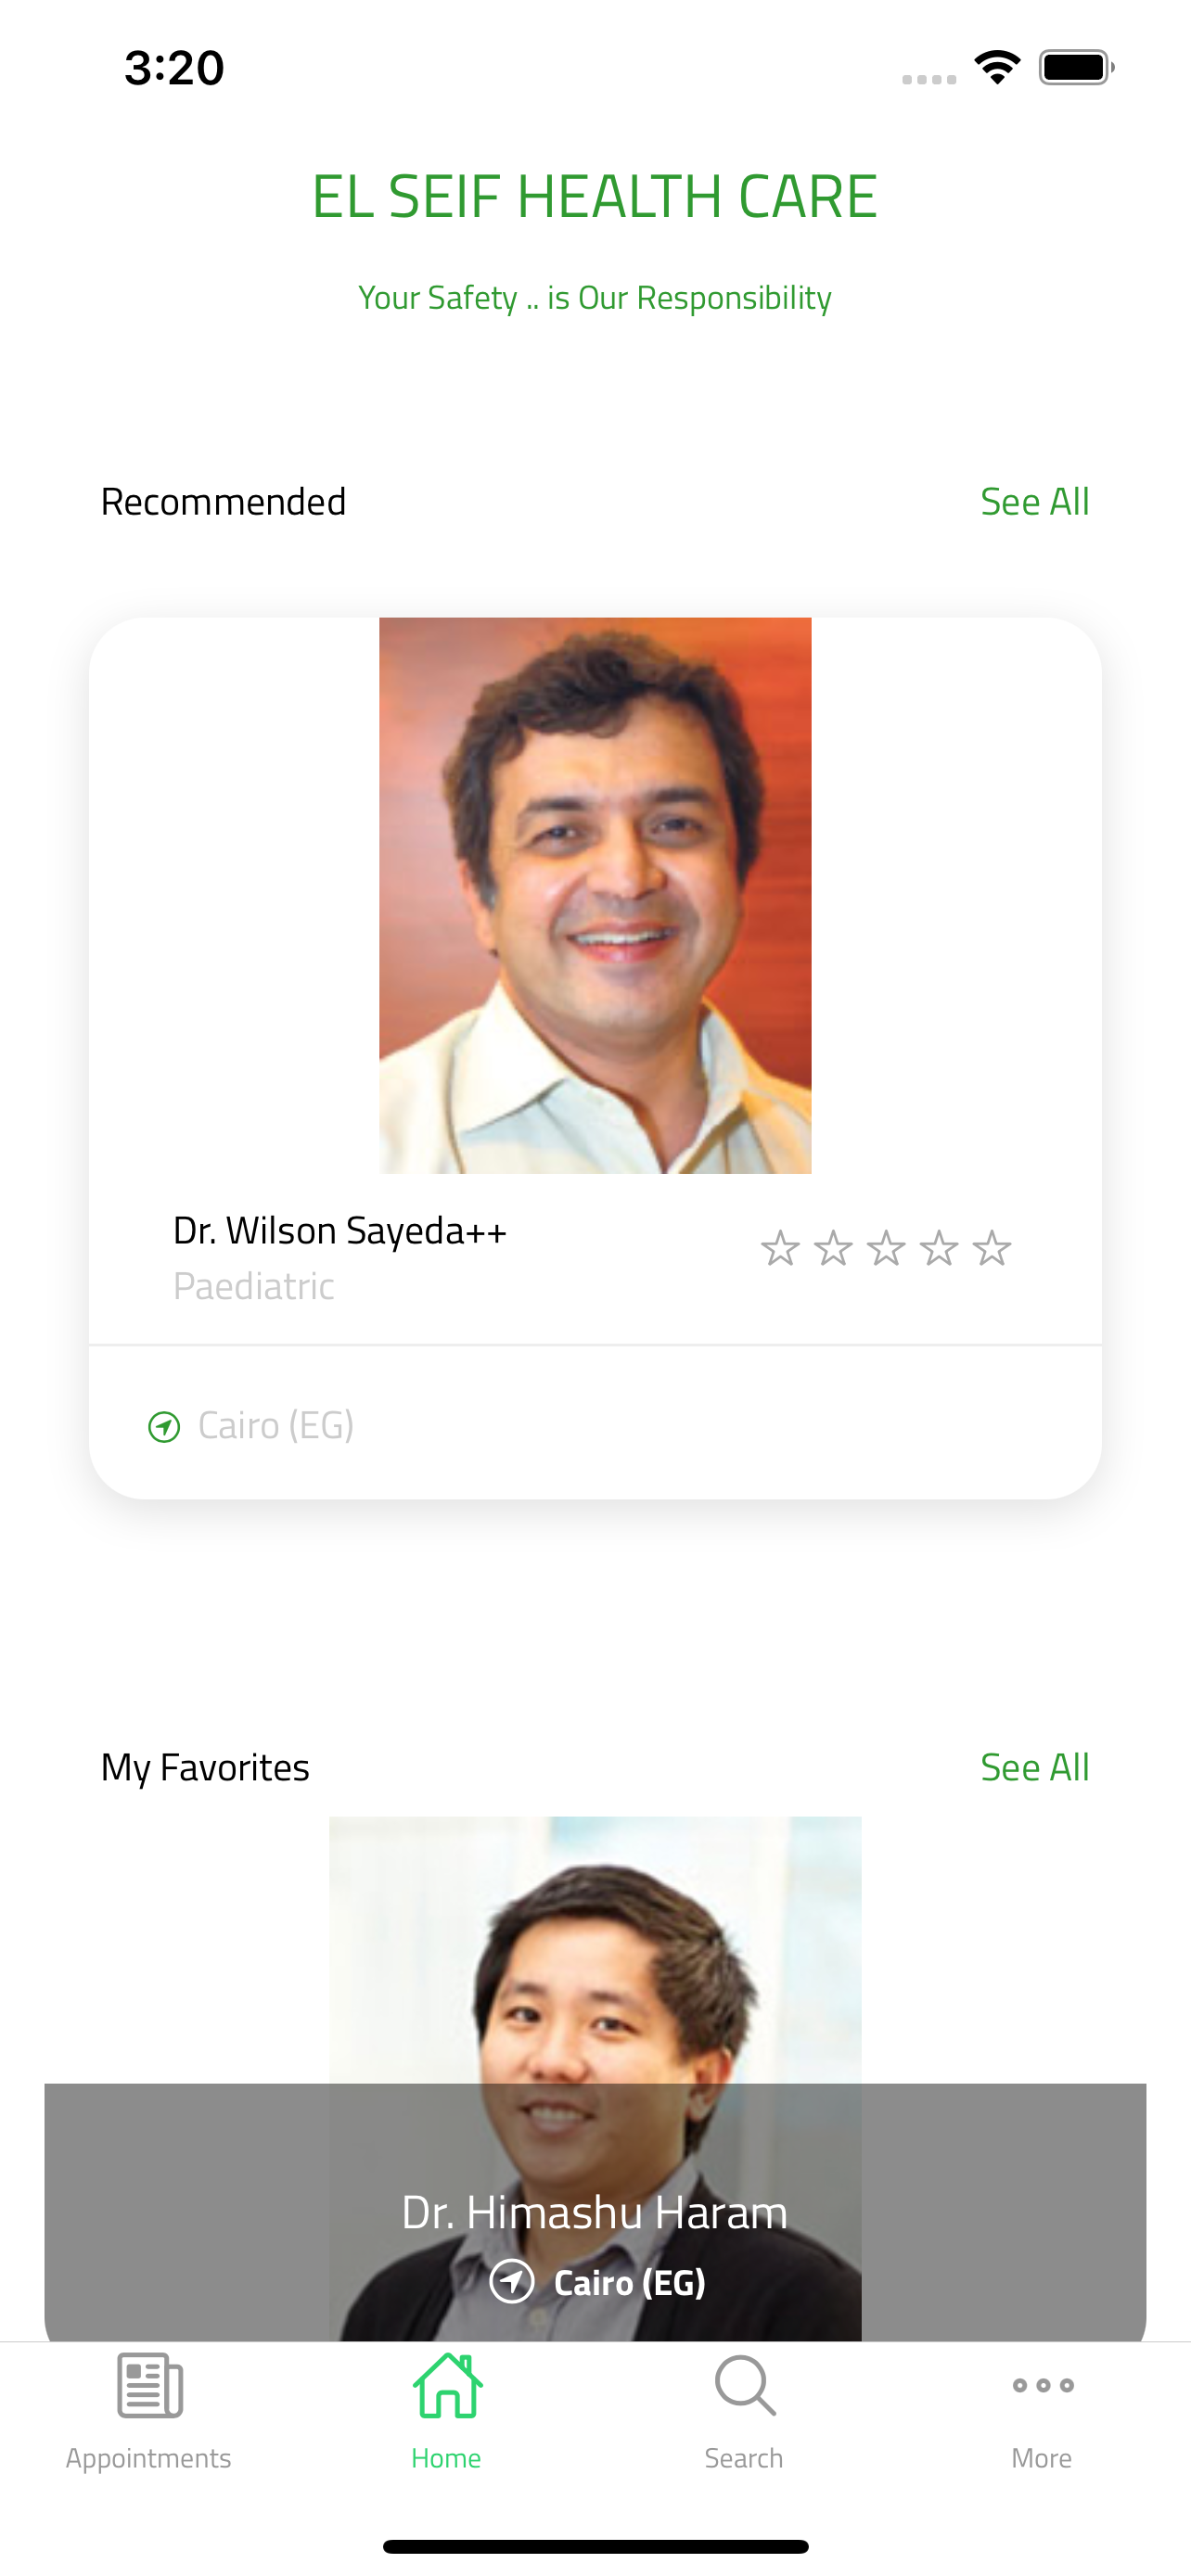 3:20
EL SEIF HEALTH CARE
Your Safety .. is Our Responsibility
Recommended
See All
Dr. Wilson Sayeda++
Paediatric
Cairo (EG)
My Favorites
See All
Dr. Himashu Haram
Cairo (EG)
Appointments
Home
Search
More